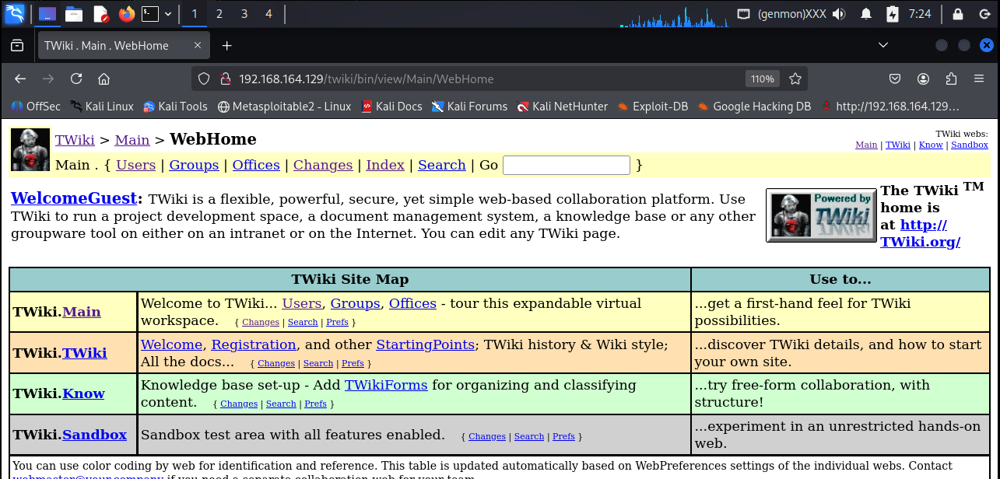 1 2 3 4 (genmon)XXX 7:24
TWiki . Main . WebHome
192.168.164.129/twiki/bin/view/Main/WebHome 110%
OffSec Kali Linux Kali Tools Metasploitable2 - Linux Kali Docs Kali Forums Kali NetHunter Exploit-DB Google Hacking DB http://192.168.164.129...
TWiki > Main > WebHome
TWiki webs:
Main | TWiki | Know | Sandbox
Main . { Users | Groups | Offices | Changes | Index | Search | Go }
WelcomeGuest: TWiki is a flexible, powerful, secure, yet simple web-based collaboration platform. Use
TWiki to run a project development space, a document management system, a knowledge base or any other
groupware tool on either on an intranet or on the Internet. You can edit any TWiki page.
Powered by
TWiki
The TWiki TM
home is
at http://
TWiki.org/
TWiki Site Map
Use to...
TWiki.Main
Welcome to TWiki... Users, Groups, Offices - tour this expandable virtual
workspace. { Changes | Search | Prefs }
...get a first-hand feel for TWiki
possibilities.
TWiki.TWiki
Welcome, Registration, and other StartingPoints; TWiki history & Wiki style;
All the docs... { Changes | Search | Prefs }
...discover TWiki details, and how to start
your own site.
TWiki.Know
Knowledge base set-up - Add TWikiForms for organizing and classifying
content. { Changes | Search | Prefs }
...try free-form collaboration, with
structure!
TWiki.Sandbox
Sandbox test area with all features enabled. { Changes | Search | Prefs }
...experiment in an unrestricted hands-on
web.
You can use color coding by web for identification and reference. This table is updated automatically based on WebPreferences settings of the individual webs. Contact
webmaster@your.company if you need a separate collaboration web for your team.